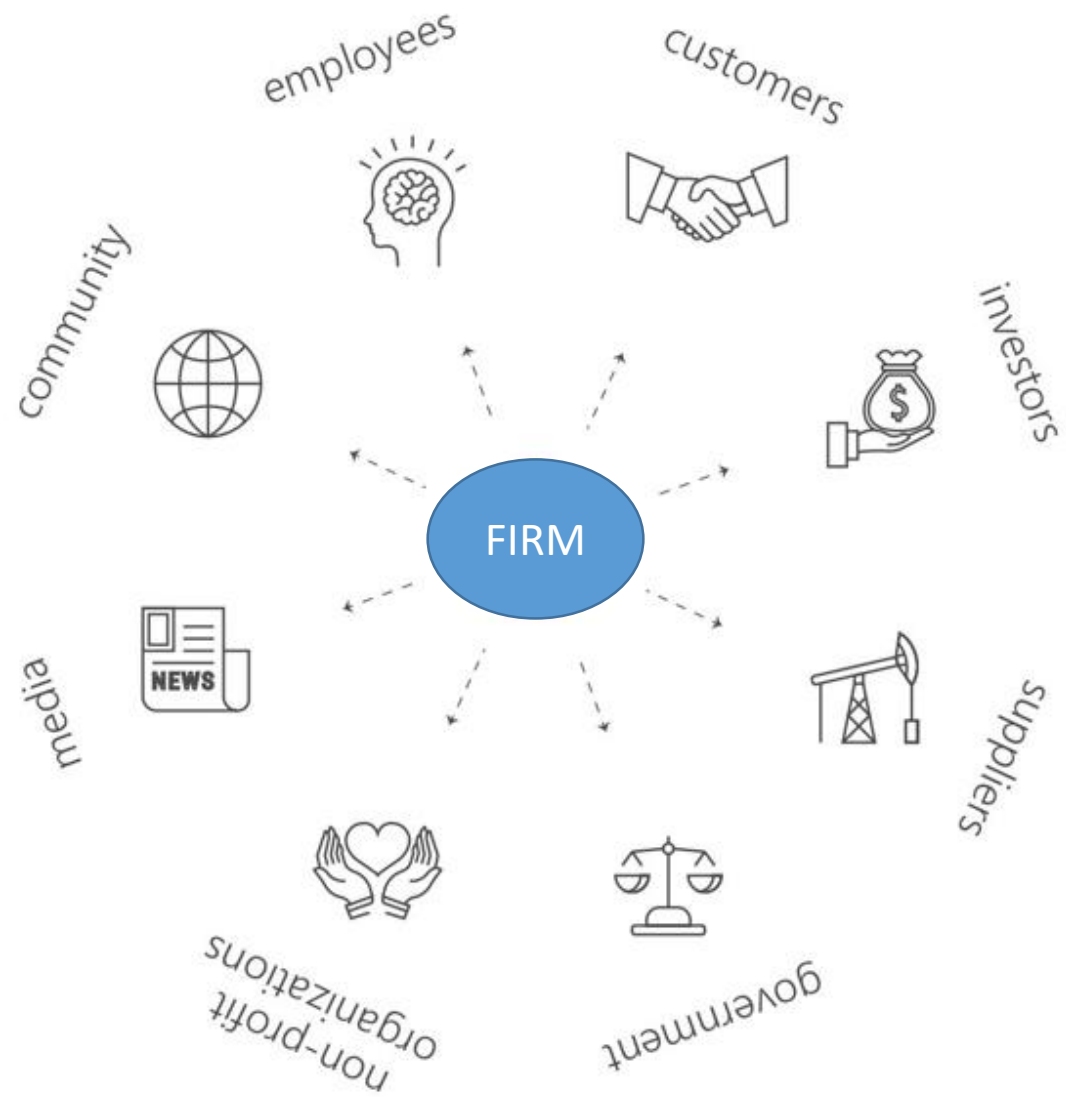 employees
customers
community
investors
$
FIRM
NEWS
media
suppliers
non-profit
organizations
government